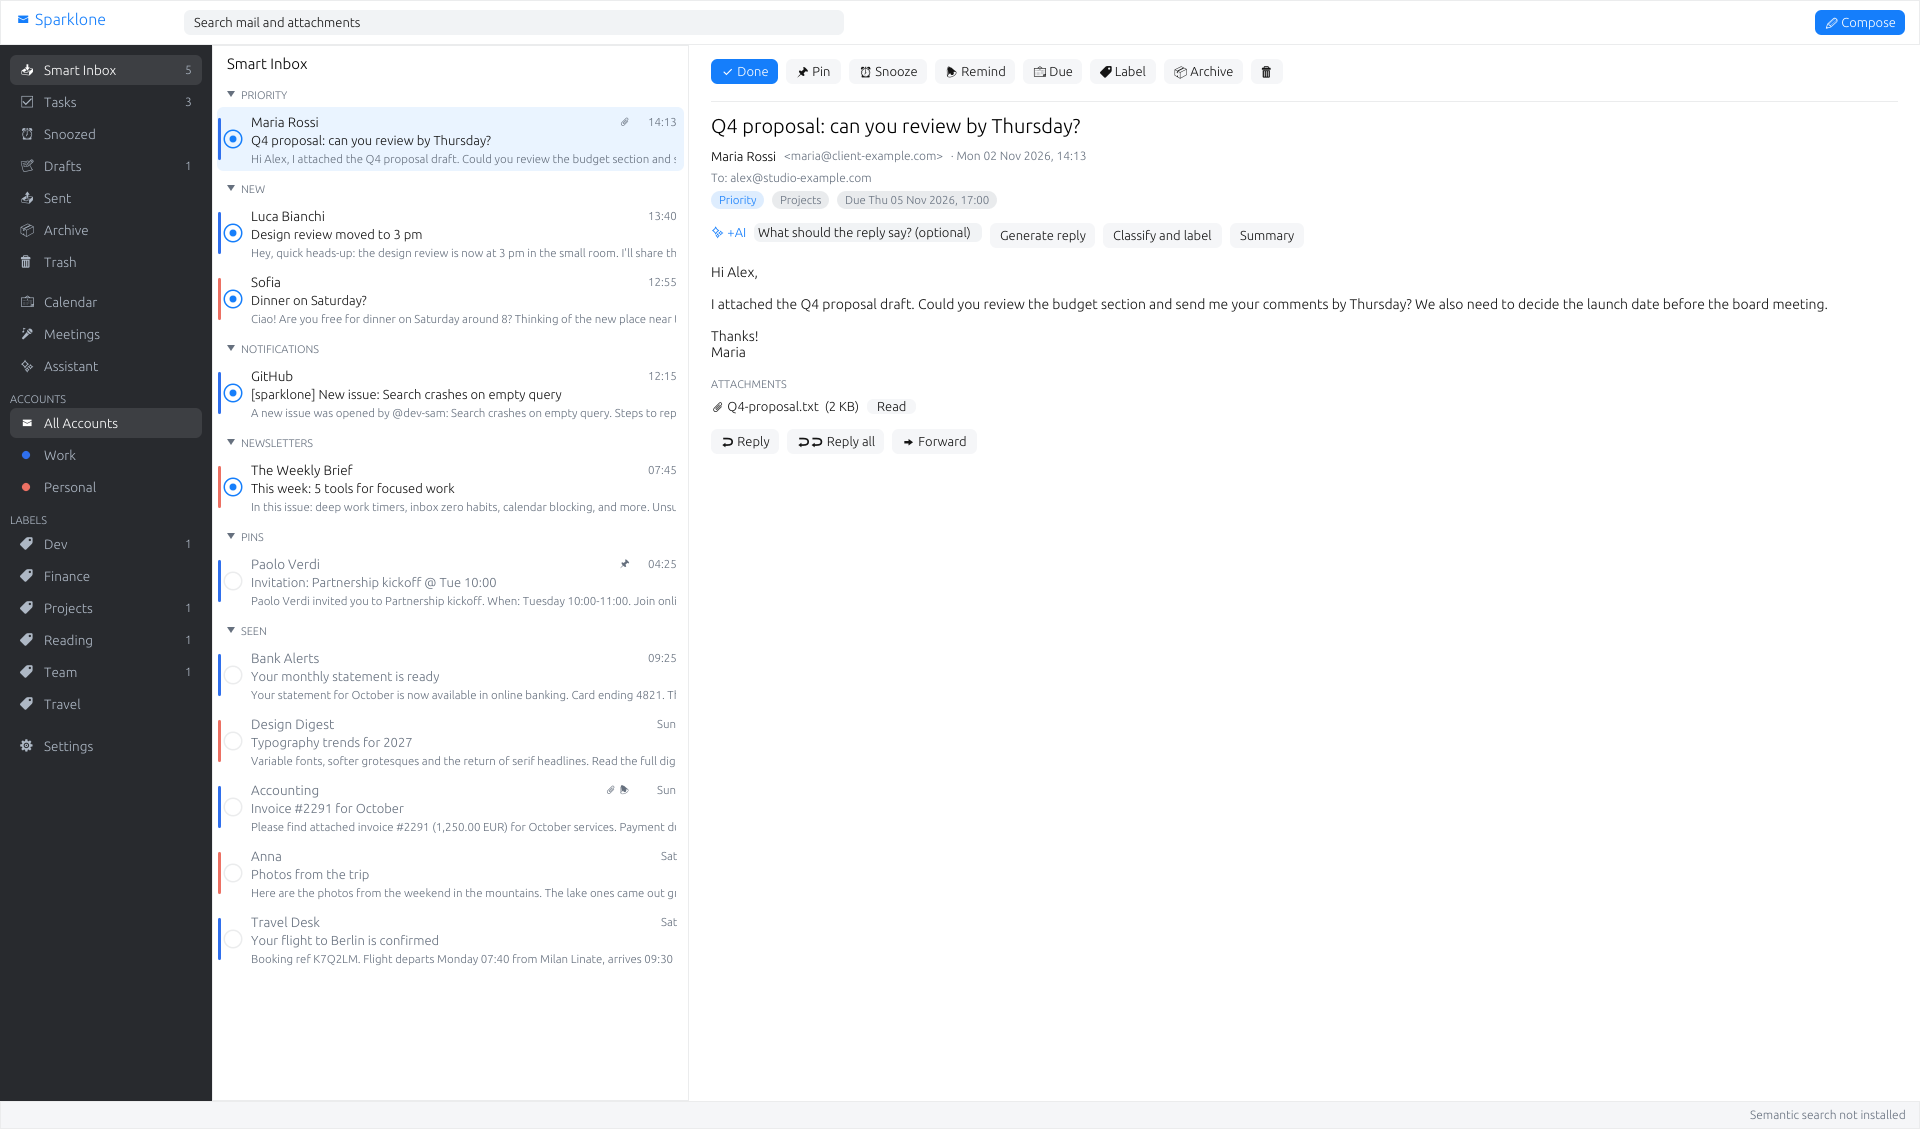 Sparklone
Search mail and attachments
Compose
Smart Inbox 5
Tasks 3
Snoozed
Drafts 1
Sent
Archive
Trash
Calendar
Meetings
Assistant
ACCOUNTS
All Accounts
Work
Personal
LABELS
Dev 1
Finance
Projects 1
Reading 1
Team 1
Travel
Settings
Smart Inbox
PRIORITY
Maria Rossi 14:13
Q4 proposal: can you review by Thursday?
Hi Alex, I attached the Q4 proposal draft. Could you review the budget section and s
NEW
Luca Bianchi 13:40
Design review moved to 3 pm
Hey, quick heads-up: the design review is now at 3 pm in the small room. I'll share th
Sofia 12:55
Dinner on Saturday?
Ciao! Are you free for dinner on Saturday around 8? Thinking of the new place near
NOTIFICATIONS
GitHub 12:15
[sparklone] New issue: Search crashes on empty query
A new issue was opened by @dev-sam: Search crashes on empty query. Steps to rep
NEWSLETTERS
The Weekly Brief 07:45
This week: 5 tools for focused work
In this issue: deep work timers, inbox zero habits, calendar blocking, and more. Unsu
PINS
Paolo Verdi 04:25
Invitation: Partnership kickoff @ Tue 10:00
Paolo Verdi invited you to Partnership kickoff. When: Tuesday 10:00-11:00. Join onli
SEEN
Bank Alerts 09:25
Your monthly statement is ready
Your statement for October is now available in online banking. Card ending 4821. Th
Design Digest Sun
Typography trends for 2027
Variable fonts, softer grotesques and the return of serif headlines. Read the full dig
Accounting Sun
Invoice #2291 for October
Please find attached invoice #2291 (1,250.00 EUR) for October services. Payment du
Anna Sat
Photos from the trip
Here are the photos from the weekend in the mountains. The lake ones came out gr
Travel Desk Sat
Your flight to Berlin is confirmed
Booking ref K7Q2LM. Flight departs Monday 07:40 from Milan Linate, arrives 09:30
Done Pin Snooze Remind Due Label Archive
Q4 proposal: can you review by Thursday?
Maria Rossi <maria@client-example.com> · Mon 02 Nov 2026, 14:13
To: alex@studio-example.com
Priority Projects Due Thu 05 Nov 2026, 17:00
+AI What should the reply say? (optional) Generate reply Classify and label Summary
Hi Alex,
I attached the Q4 proposal draft. Could you review the budget section and send me your comments by Thursday? We also need to decide the launch date before the board meeting.
Thanks!
Maria
ATTACHMENTS
Q4-proposal.txt (2 KB) Read
Reply Reply all Forward
Semantic search not installed